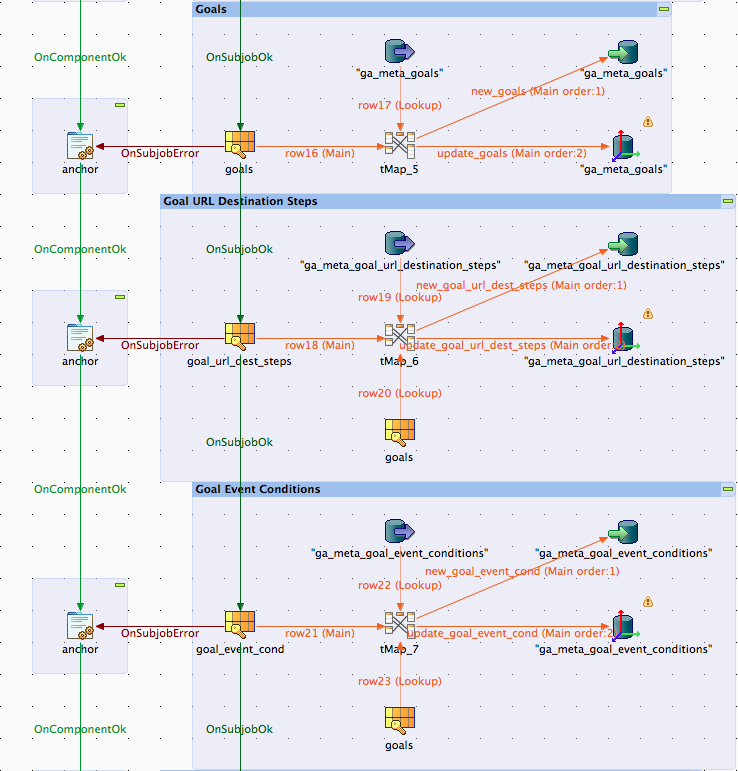 Goals
OnComponentOk
OnSubjobOk
"ga_meta_goals"
"ga_meta_goals"
new_goals (Main order:1)
row17 (Lookup)
OnSubjobError
row16 (Main)
update_goals (Main order:2)
anchor
goals
tMap_5
"ga_meta_goals"
Goal URL Destination Steps
OnComponentOk
OnSubjobOk
"ga_meta_goal_url_destination_steps"
"ga_meta_goal_url_destination_steps"
new_goal_url_dest_steps (Main order:1)
row19 (Lookup)
OnSubjobError
row18 (Main)
update_goal_url_dest_steps (Main order:
anchor
goal_url_dest_steps
tMap_6
"ga_meta_goal_url_destination_steps"
row20 (Lookup)
OnSubjobOk
goals
OnComponentOk
Goal Event Conditions
"ga_meta_goal_event_conditions"
"ga_meta_goal_event_conditions"
new_goal_event_cond (Main order:1)
row22 (Lookup)
OnSubjobError
row21 (Main)
update_goal_event_cond (Main order:2
anchor
goal_event_cond
tMap_7
"ga_meta_goal_event_conditions"
row23 (Lookup)
OnComponentOk
OnSubjobOk
goals